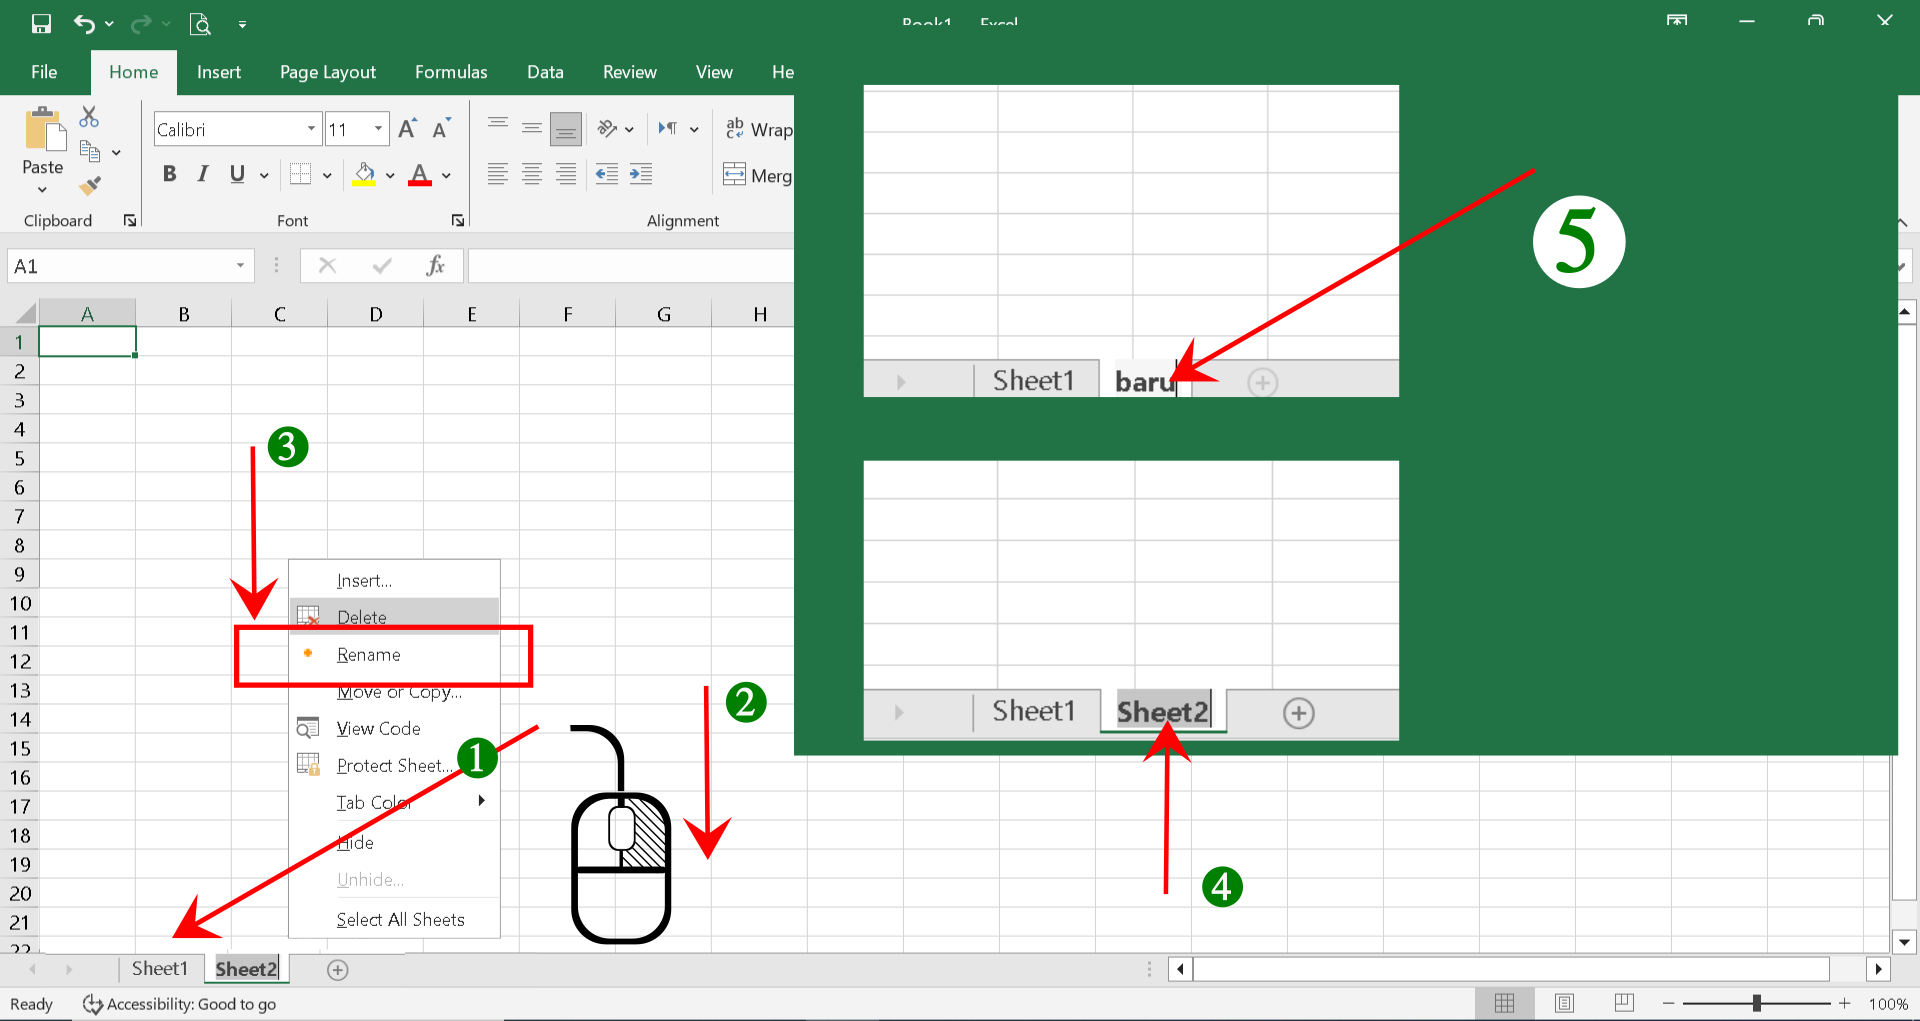 Book1 Excel
File Home Insert Page Layout Formulas Data Review View He
Paste
Calibri 11 A A ab c Wrap
B I U A Merg
Clipboard Font Alignment
A1 fx
A B C D E F G H
1
2
3
4
5
6
7
8
9
10
11
12
13
14
15
16
17
18
19
20
21
22
3
Insert...
Delete
Rename
Move or Copy...
View Code
Protect Sheet...
Tab Color
Hide
Unhide...
Select All Sheets
1
2
5
Sheet1 baru
Sheet1 Sheet2
4
Sheet1 Sheet2
Ready Accessibility: Good to go 100%